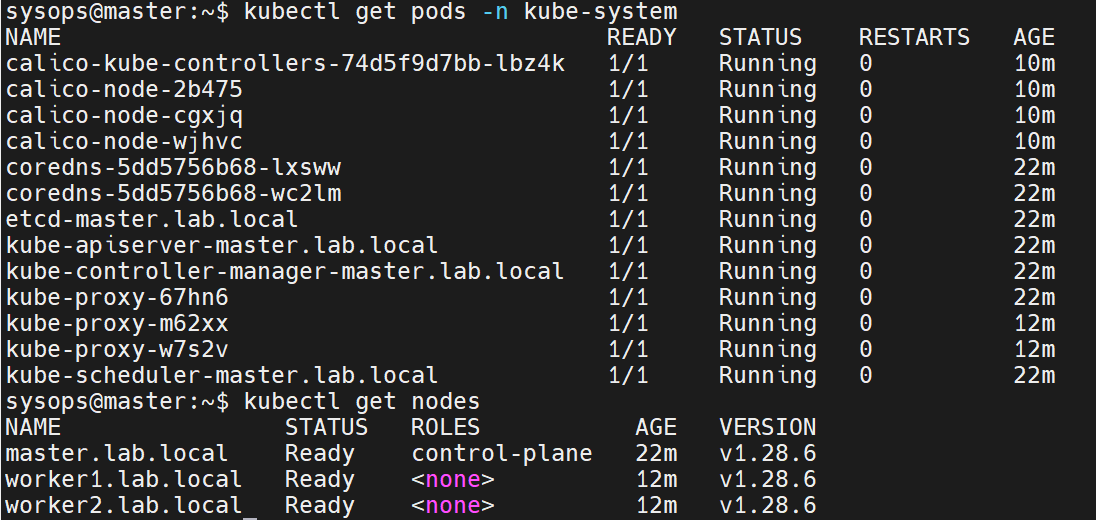 sysops@master:~$ kubectl get pods -n kube-system
NAME                                       READY   STATUS    RESTARTS   AGE
calico-kube-controllers-74d5f9d7bb-lbz4k   1/1     Running   0          10m
calico-node-2b475                          1/1     Running   0          10m
calico-node-cgxjq                          1/1     Running   0          10m
calico-node-wjhvc                          1/1     Running   0          10m
coredns-5dd5756b68-lxsww                   1/1     Running   0          22m
coredns-5dd5756b68-wc2lm                   1/1     Running   0          22m
etcd-master.lab.local                      1/1     Running   0          22m
kube-apiserver-master.lab.local            1/1     Running   0          22m
kube-controller-manager-master.lab.local   1/1     Running   0          22m
kube-proxy-67hn6                           1/1     Running   0          22m
kube-proxy-m62xx                           1/1     Running   0          12m
kube-proxy-w7s2v                           1/1     Running   0          12m
kube-scheduler-master.lab.local            1/1     Running   0          22m
sysops@master:~$ kubectl get nodes
NAME                STATUS   ROLES           AGE   VERSION
master.lab.local    Ready    control-plane   22m   v1.28.6
worker1.lab.local   Ready    <none>          12m   v1.28.6
worker2.lab.local   Ready    <none>          12m   v1.28.6